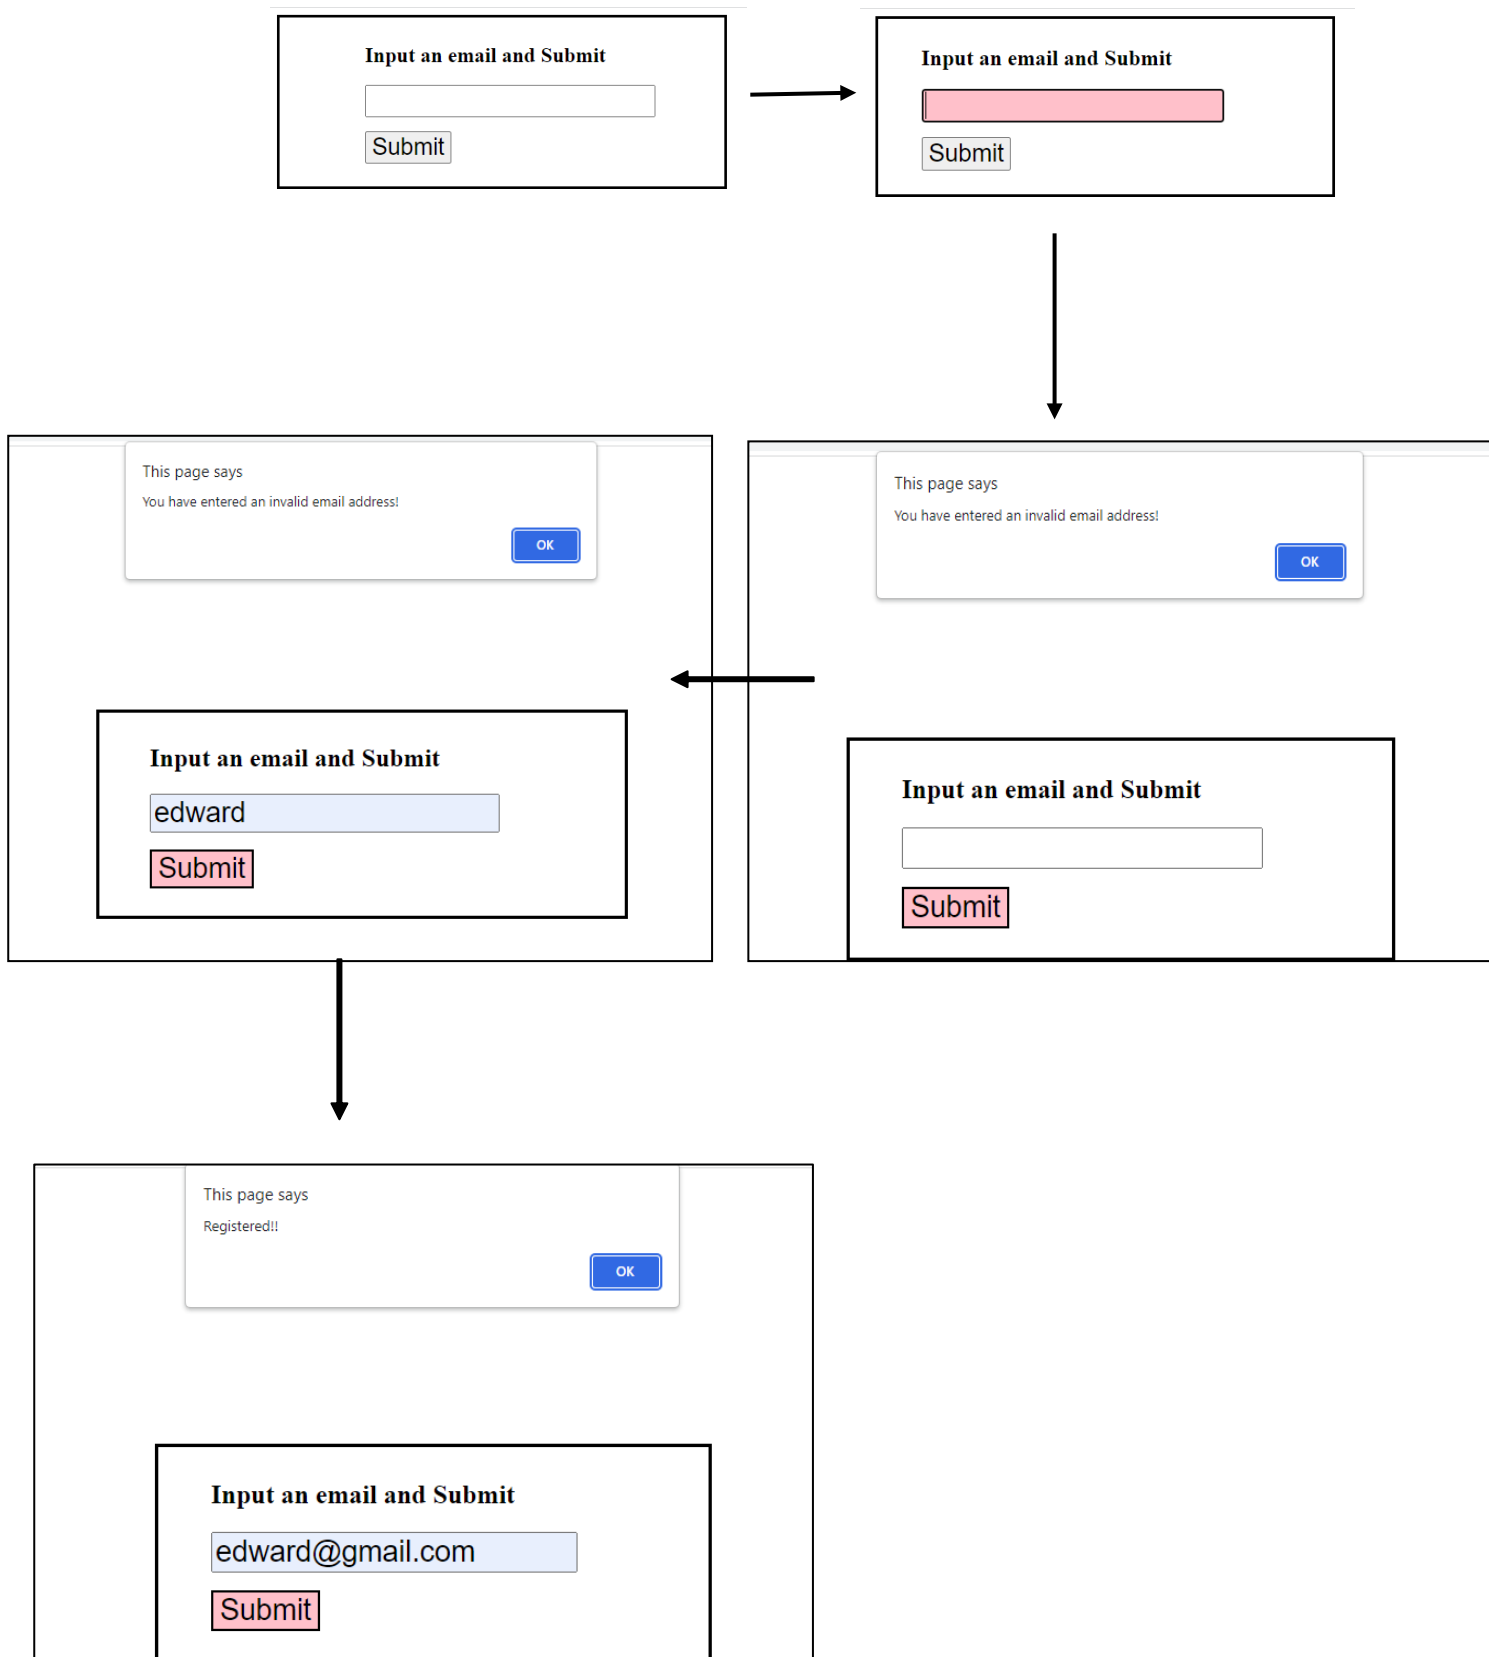 Input an email and Submit
Submit
Input an email and Submit
Submit
This page says
You have entered an invalid email address!
OK
Input an email and Submit
Submit
This page says
You have entered an invalid email address!
OK
Input an email and Submit
edward
Submit
This page says
Registered!!
OK
Input an email and Submit
edward@gmail.com
Submit